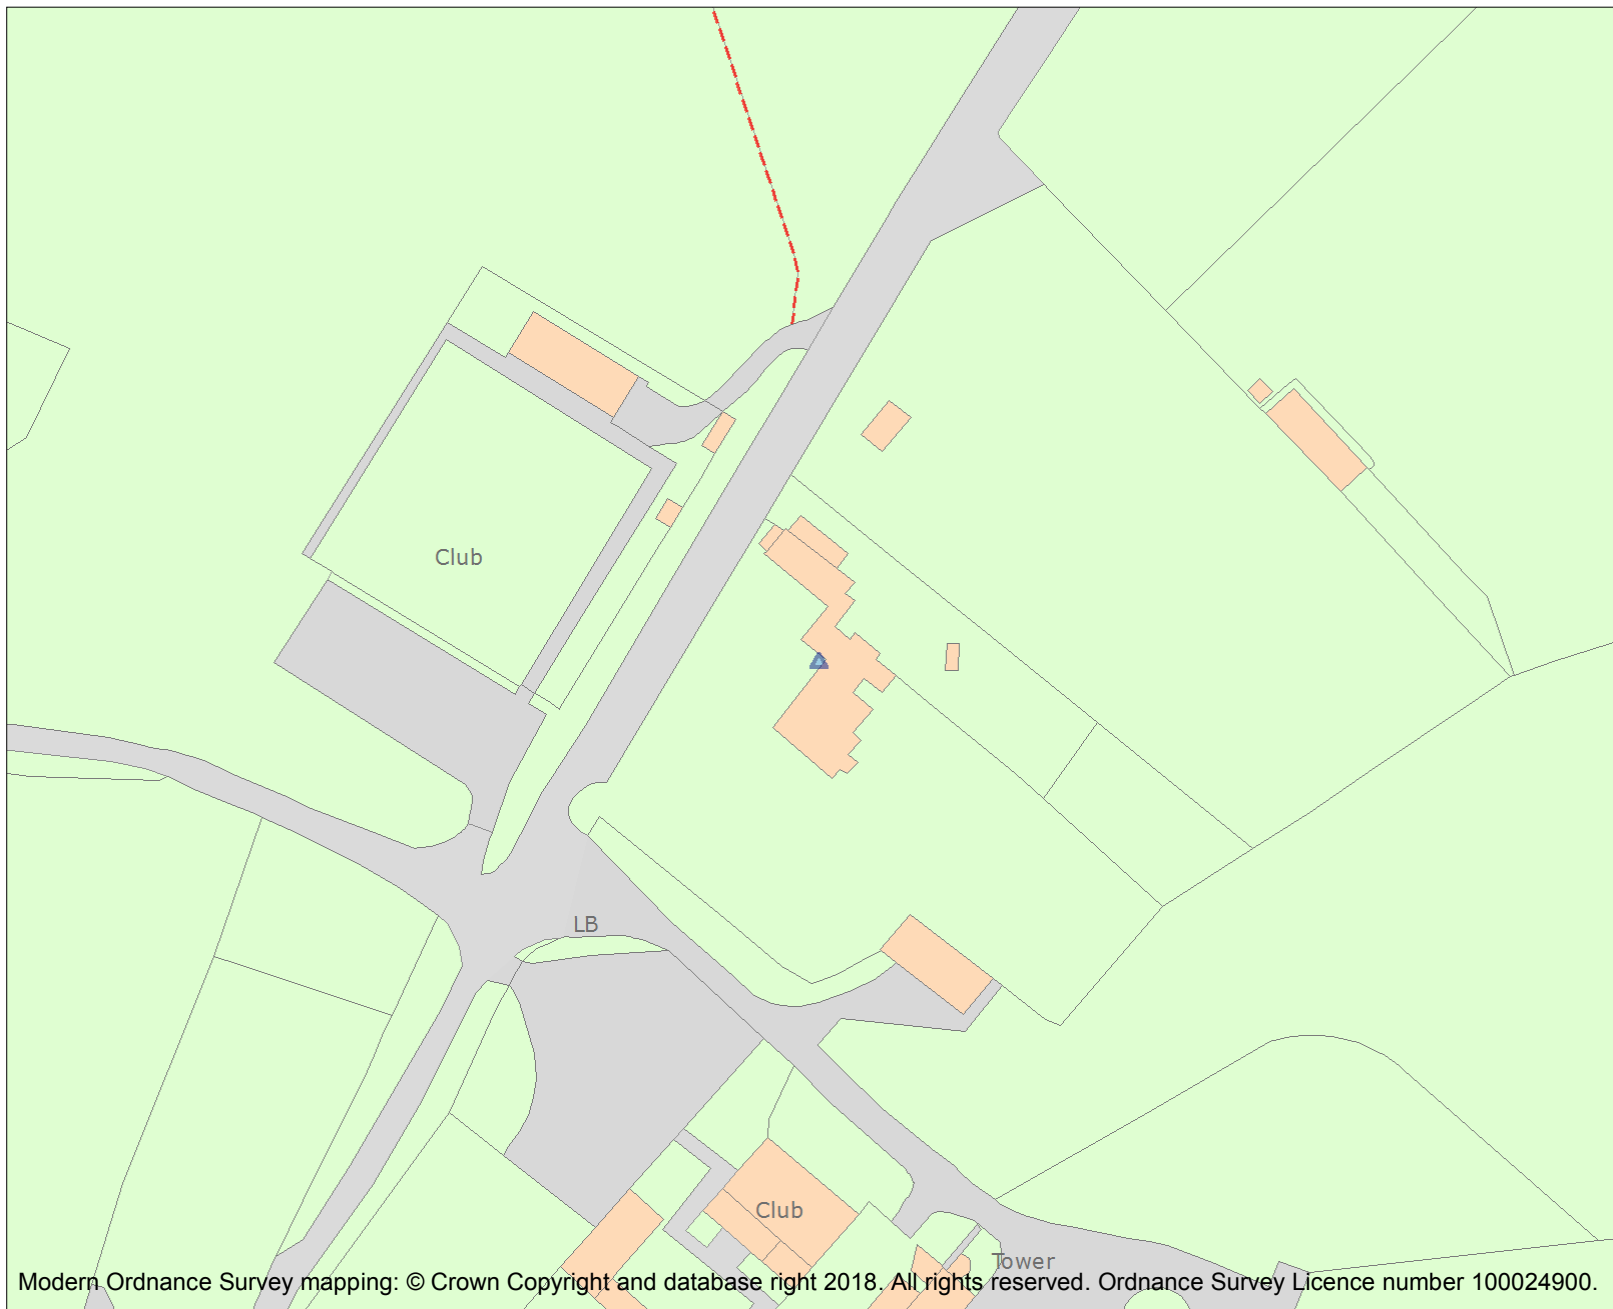 Club
LB
Club
Tower
Modern Ordnance Survey mapping: © Crown Copyright and database right 2018. All rights reserved. Ordnance Survey Licence number 100024900.